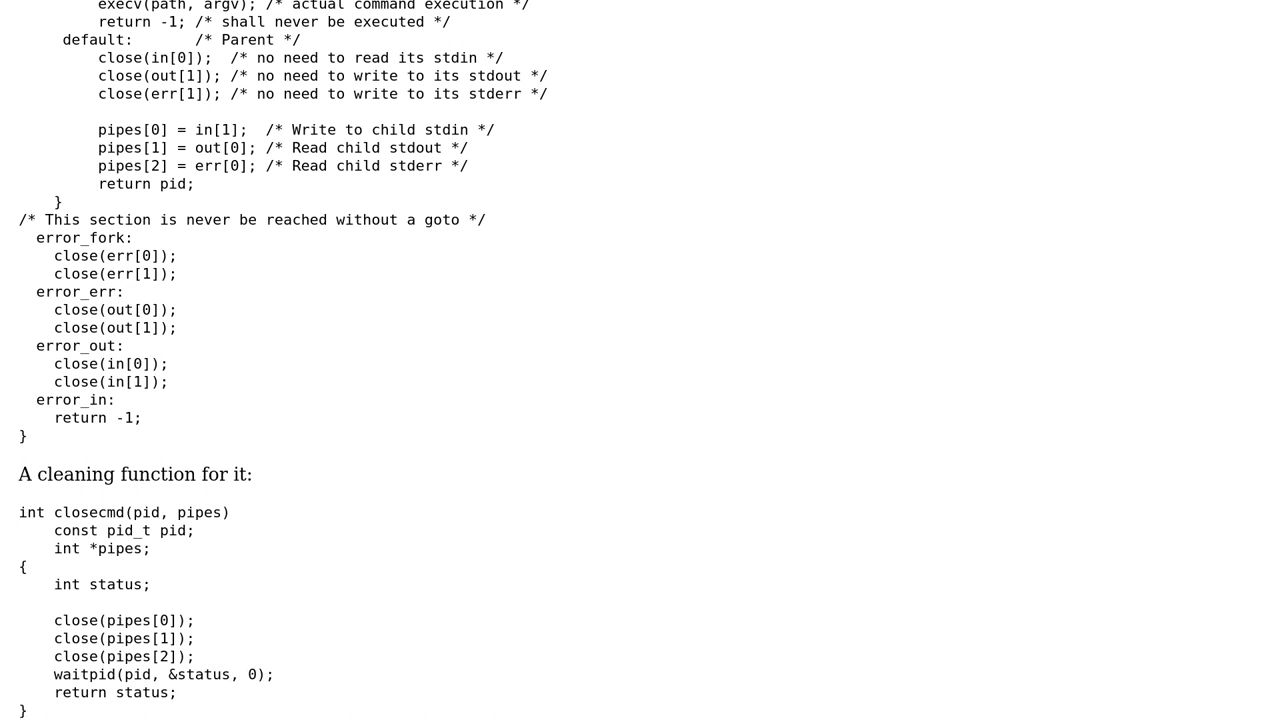 execv(path, argv); /* actual command execution */
return -1; /* shall never be executed */
default:       /* Parent */
close(in[0]);  /* no need to read its stdin */
close(out[1]); /* no need to write to its stdout */
close(err[1]); /* no need to write to its stderr */
pipes[0] = in[1];  /* Write to child stdin */
pipes[1] = out[0]; /* Read child stdout */
pipes[2] = err[0]; /* Read child stderr */
return pid;
}
/* This section is never be reached without a goto */
error_fork:
close(err[0]);
close(err[1]);
error_err:
close(out[0]);
close(out[1]);
error_out:
close(in[0]);
close(in[1]);
error_in:
return -1;
}
A cleaning function for it:
int closecmd(pid, pipes)
const pid_t pid;
int *pipes;
{
int status;
close(pipes[0]);
close(pipes[1]);
close(pipes[2]);
waitpid(pid, &status, 0);
return status;
}